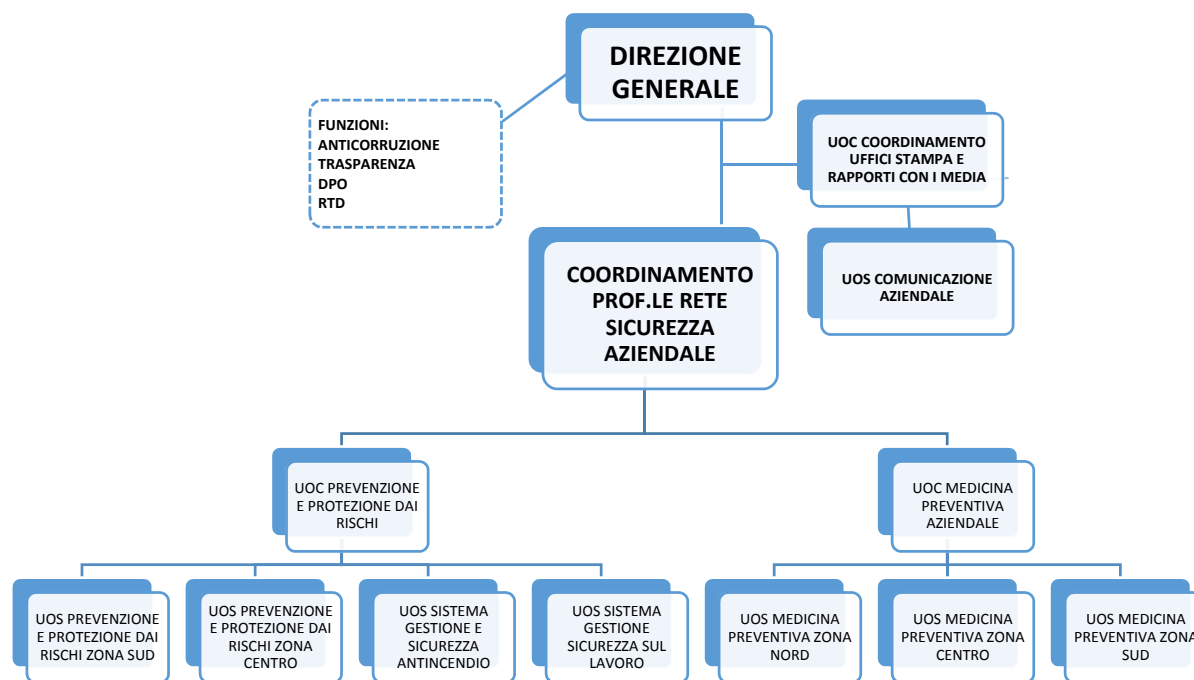 DIREZIONE
GENERALE
FUNZIONI:
ANTICORRUZIONE
TRASPARENZA
DPO
RTD
UOC COORDINAMENTO
UFFICI STAMPA E
RAPPORTI CON I MEDIA
UOS COMUNICAZIONE
AZIENDALE
COORDINAMENTO
PROF.LE RETE
SICUREZZA
AZIENDALE
UOC PREVENZIONE
E PROTEZIONE DAI
RISCHI
UOC MEDICINA
PREVENTIVA
AZIENDALE
UOS PREVENZIONE
E PROTEZIONE DAI
RISCHI ZONA SUD
UOS PREVENZIONE
E PROTEZIONE DAI
RISCHI ZONA
CENTRO
UOS SISTEMA
GESTIONE E
SICUREZZA
ANTINCENDIO
UOS SISTEMA
GESTIONE
SICUREZZA SUL
LAVORO
UOS MEDICINA
PREVENTIVA ZONA
NORD
UOS MEDICINA
PREVENTIVA ZONA
CENTRO
UOS MEDICINA
PREVENTIVA ZONA
SUD